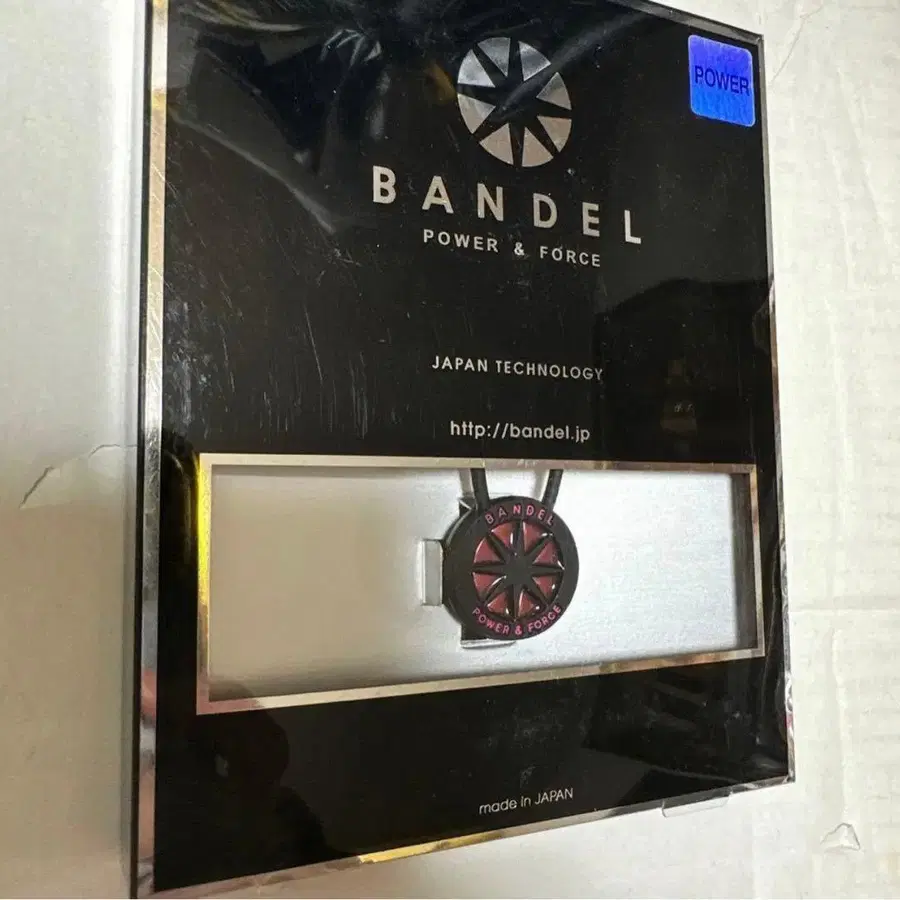 POWER
BANDEL
POWER & FORCE
JAPAN TECHNOLOGY
http://bandel.jp
BANDEL
POWER & FORCE
made in JAPAN